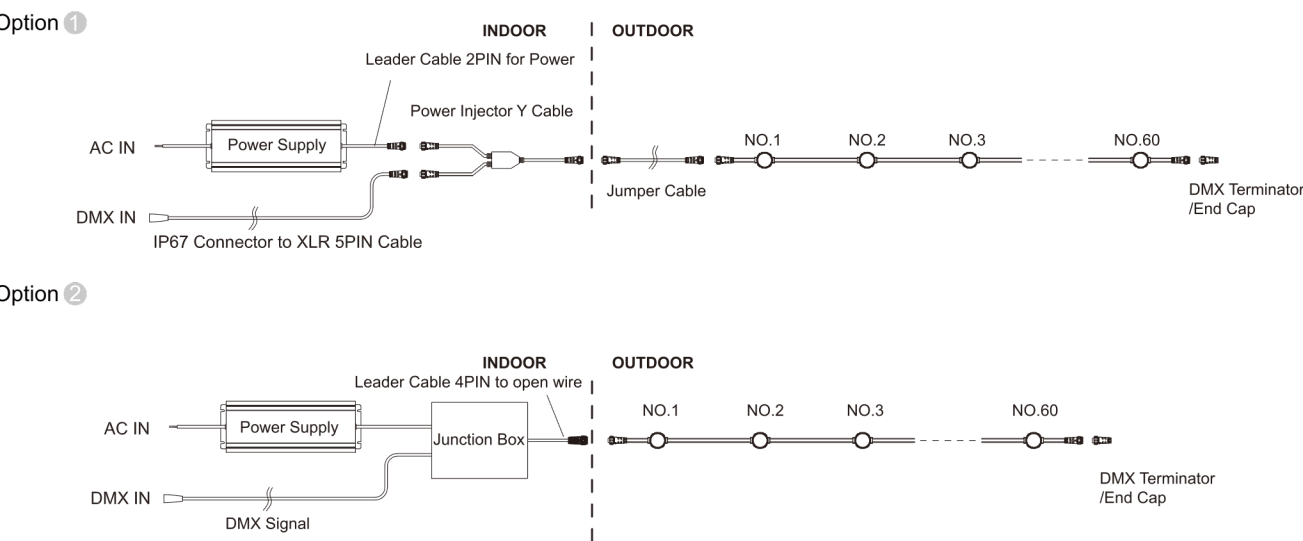 Option 1
INDOOR
OUTDOOR
Leader Cable 2PIN for Power
Power Injector Y Cable
AC IN
Power Supply
NO.1
NO.2
NO.3
NO.60
Jumper Cable
DMX Terminator
/End Cap
DMX IN
IP67 Connector to XLR 5PIN Cable
Option 2
INDOOR
OUTDOOR
Leader Cable 4PIN to open wire
NO.1
NO.2
NO.3
NO.60
AC IN
Power Supply
Junction Box
DMX Terminator
/End Cap
DMX IN
DMX Signal